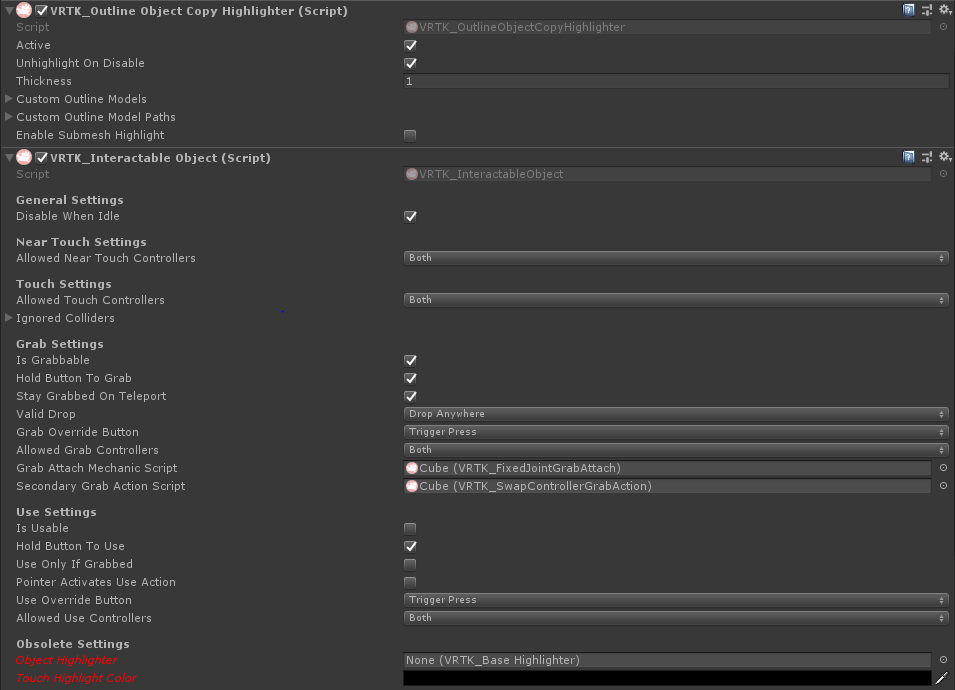 VRTK_Outline Object Copy Highlighter (Script)
Script VRTK_OutlineObjectCopyHighlighter
Active
Unhighlight On Disable
Thickness 1
Custom Outline Models
Custom Outline Model Paths
Enable Submesh Highlight
VRTK_Interactable Object (Script)
Script VRTK_InteractableObject
General Settings
Disable When Idle
Near Touch Settings
Allowed Near Touch Controllers Both
Touch Settings
Allowed Touch Controllers Both
Ignored Colliders
Grab Settings
Is Grabbable
Hold Button To Grab
Stay Grabbed On Teleport
Valid Drop Drop Anywhere
Grab Override Button Trigger Press
Allowed Grab Controllers Both
Grab Attach Mechanic Script Cube (VRTK_FixedJointGrabAttach)
Secondary Grab Action Script Cube (VRTK_SwapControllerGrabAction)
Use Settings
Is Usable
Hold Button To Use
Use Only If Grabbed
Pointer Activates Use Action
Use Override Button Trigger Press
Allowed Use Controllers Both
Obsolete Settings
Object Highlighter None (VRTK_Base Highlighter)
Touch Highlight Color